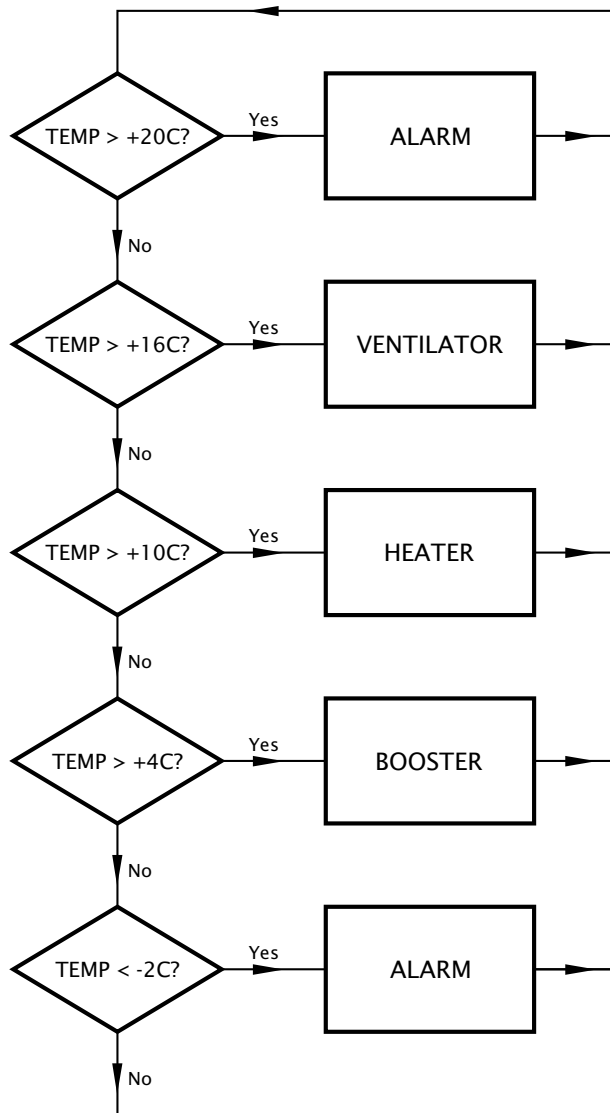 TEMP > +20C?
Yes
ALARM
No
TEMP > +16C?
Yes
VENTILATOR
No
TEMP > +10C?
Yes
HEATER
No
TEMP > +4C?
Yes
BOOSTER
No
TEMP < -2C?
Yes
ALARM
No